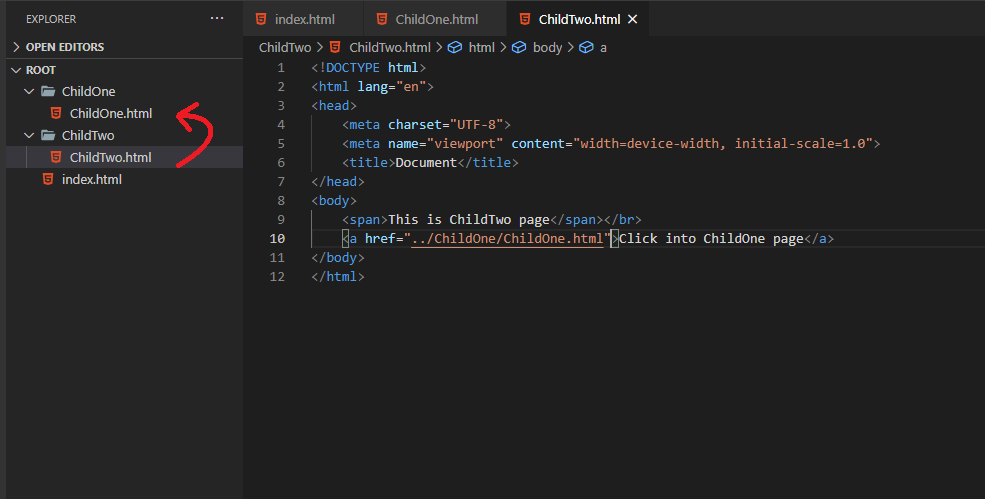 EXPLORER ···
OPEN EDITORS
ROOT
ChildOne
ChildOne.html
ChildTwo
ChildTwo.html
index.html
index.html ChildOne.html ChildTwo.html ×
ChildTwo > ChildTwo.html > html > body > a
1 <!DOCTYPE html>
2 <html lang="en">
3 <head>
4     <meta charset="UTF-8">
5     <meta name="viewport" content="width=device-width, initial-scale=1.0">
6     <title>Document</title>
7 </head>
8 <body>
9     <span>This is ChildTwo page</span></br>
10     <a href="../ChildOne/ChildOne.html">Click into ChildOne page</a>
11 </body>
12 </html>